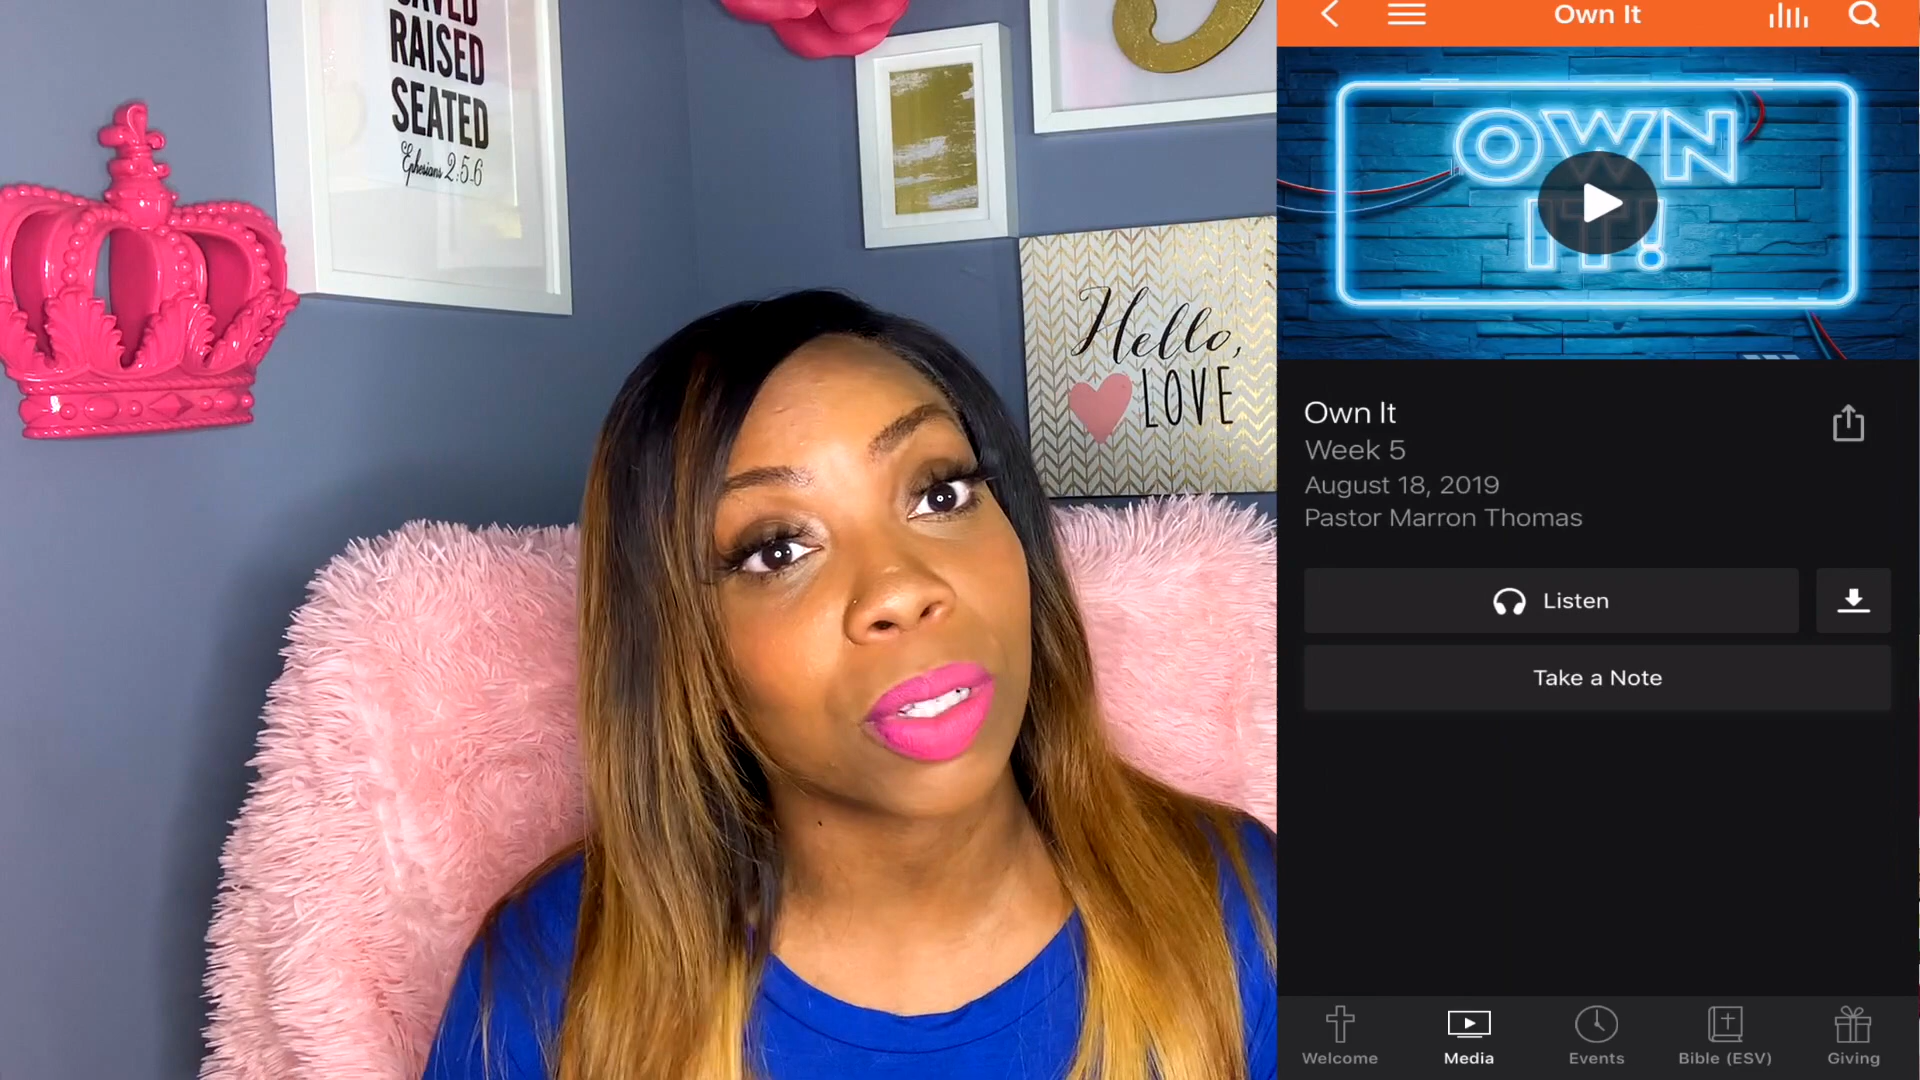 SAVED
RAISED
SEATED
Ephesians 2:5-6
Hello,
LOVE
Own It
OWN
IT!
Own It
Week 5
August 18, 2019
Pastor Marron Thomas
Listen
Take a Note
Welcome
Media
Events
Bible (ESV)
Giving